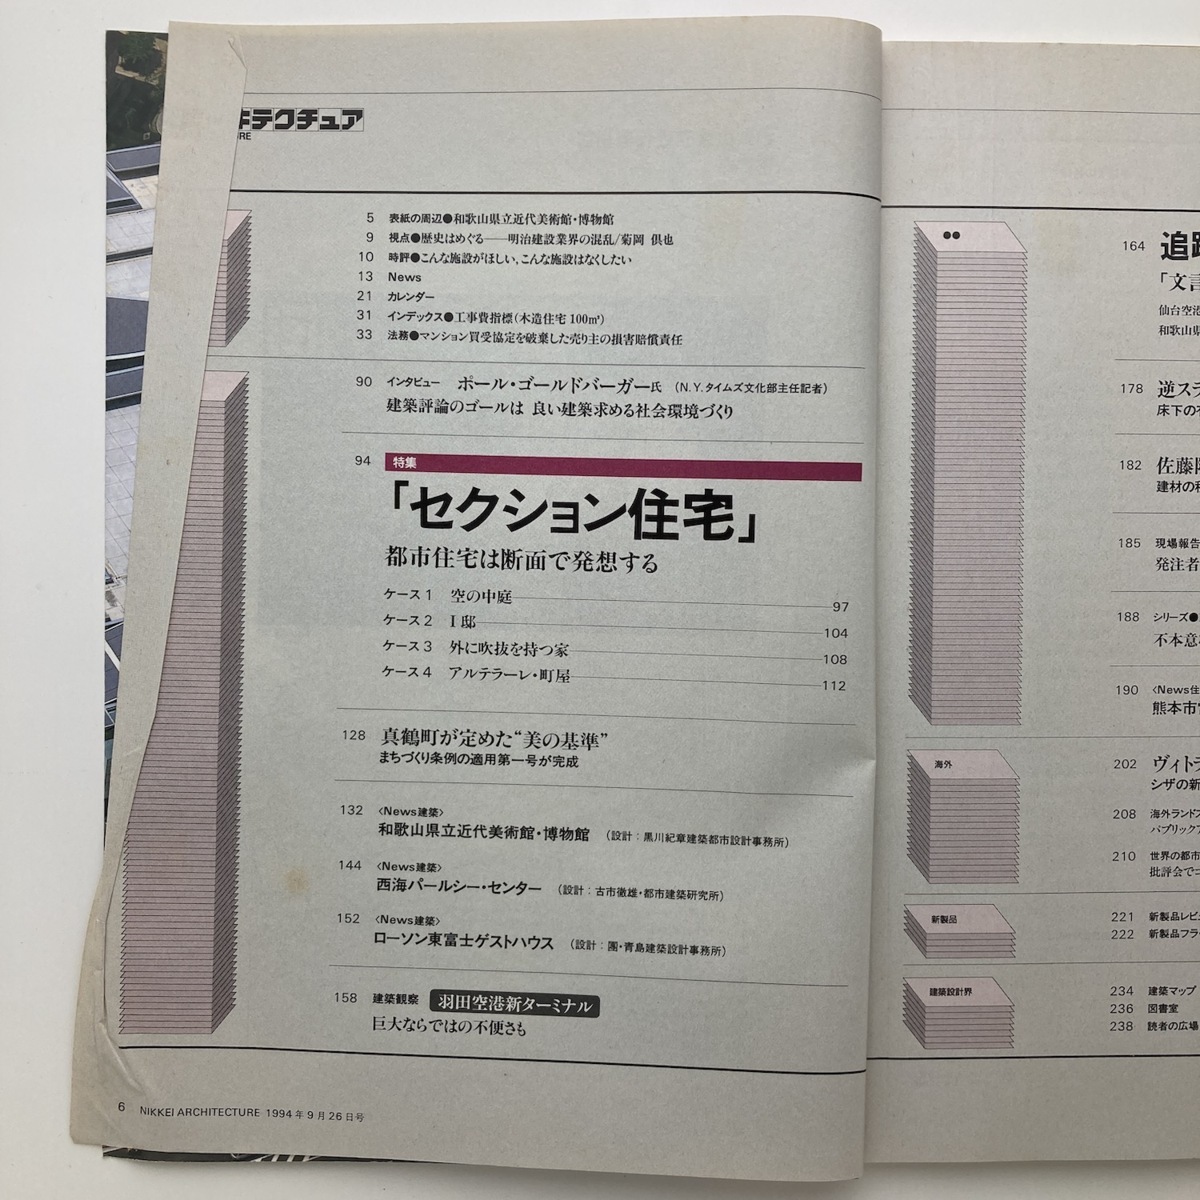 キテクチュア
RE
5 表紙の周辺●和歌山県立近代美術館・博物館
9 視点●歴史はめぐる——明治建設業界の混乱/菊岡 倶也
10 時評●こんな施設がほしい,こんな施設はなくしたい
13 News
21 カレンダー
31 インデックス●工事費指標(木造住宅100㎡)
33 法務●マンション買受協定を破棄した売り主の損害賠償責任
90 インタビュー ポール・ゴールドバーガー氏 (N.Y.タイムズ文化部主任記者)
建築評論のゴールは 良い建築求める社会環境づくり
94 特集
「セクション住宅」
都市住宅は断面で発想する
ケース1 空の中庭 97
ケース2 I邸 104
ケース3 外に吹抜を持つ家 108
ケース4 アルテラーレ・町屋 112
128 真鶴町が定めた“美の基準”
まちづくり条例の適用第一号が完成
132 〈News建築〉
和歌山県立近代美術館・博物館 (設計:黒川紀章建築都市設計事務所)
144 〈News建築〉
西海パールシー・センター (設計:古市徹雄・都市建築研究所)
152 〈News建築〉
ローソン東富士ゲストハウス (設計:團・青島建築設計事務所)
158 建築観察 羽田空港新ターミナル
巨大ならではの不便さも
6 NIKKEI ARCHITECTURE 1994年9月26日号
●●
164 追跡
「文言
仙台空港
和歌山県
178 逆スラ
床下の
182 佐藤
建材の
185 現場報告
発注者
188 シリーズ●
不本意
190 〈News住
熊本市
海外
202 ヴィトラ
シザの新
208 海外ランドス
パブリックア
210 世界の都市
批評会で
新製品
221 新製品レビュ
222 新製品フラ
建築設計界
234 建築マップ
236 図書室
238 読者の広場